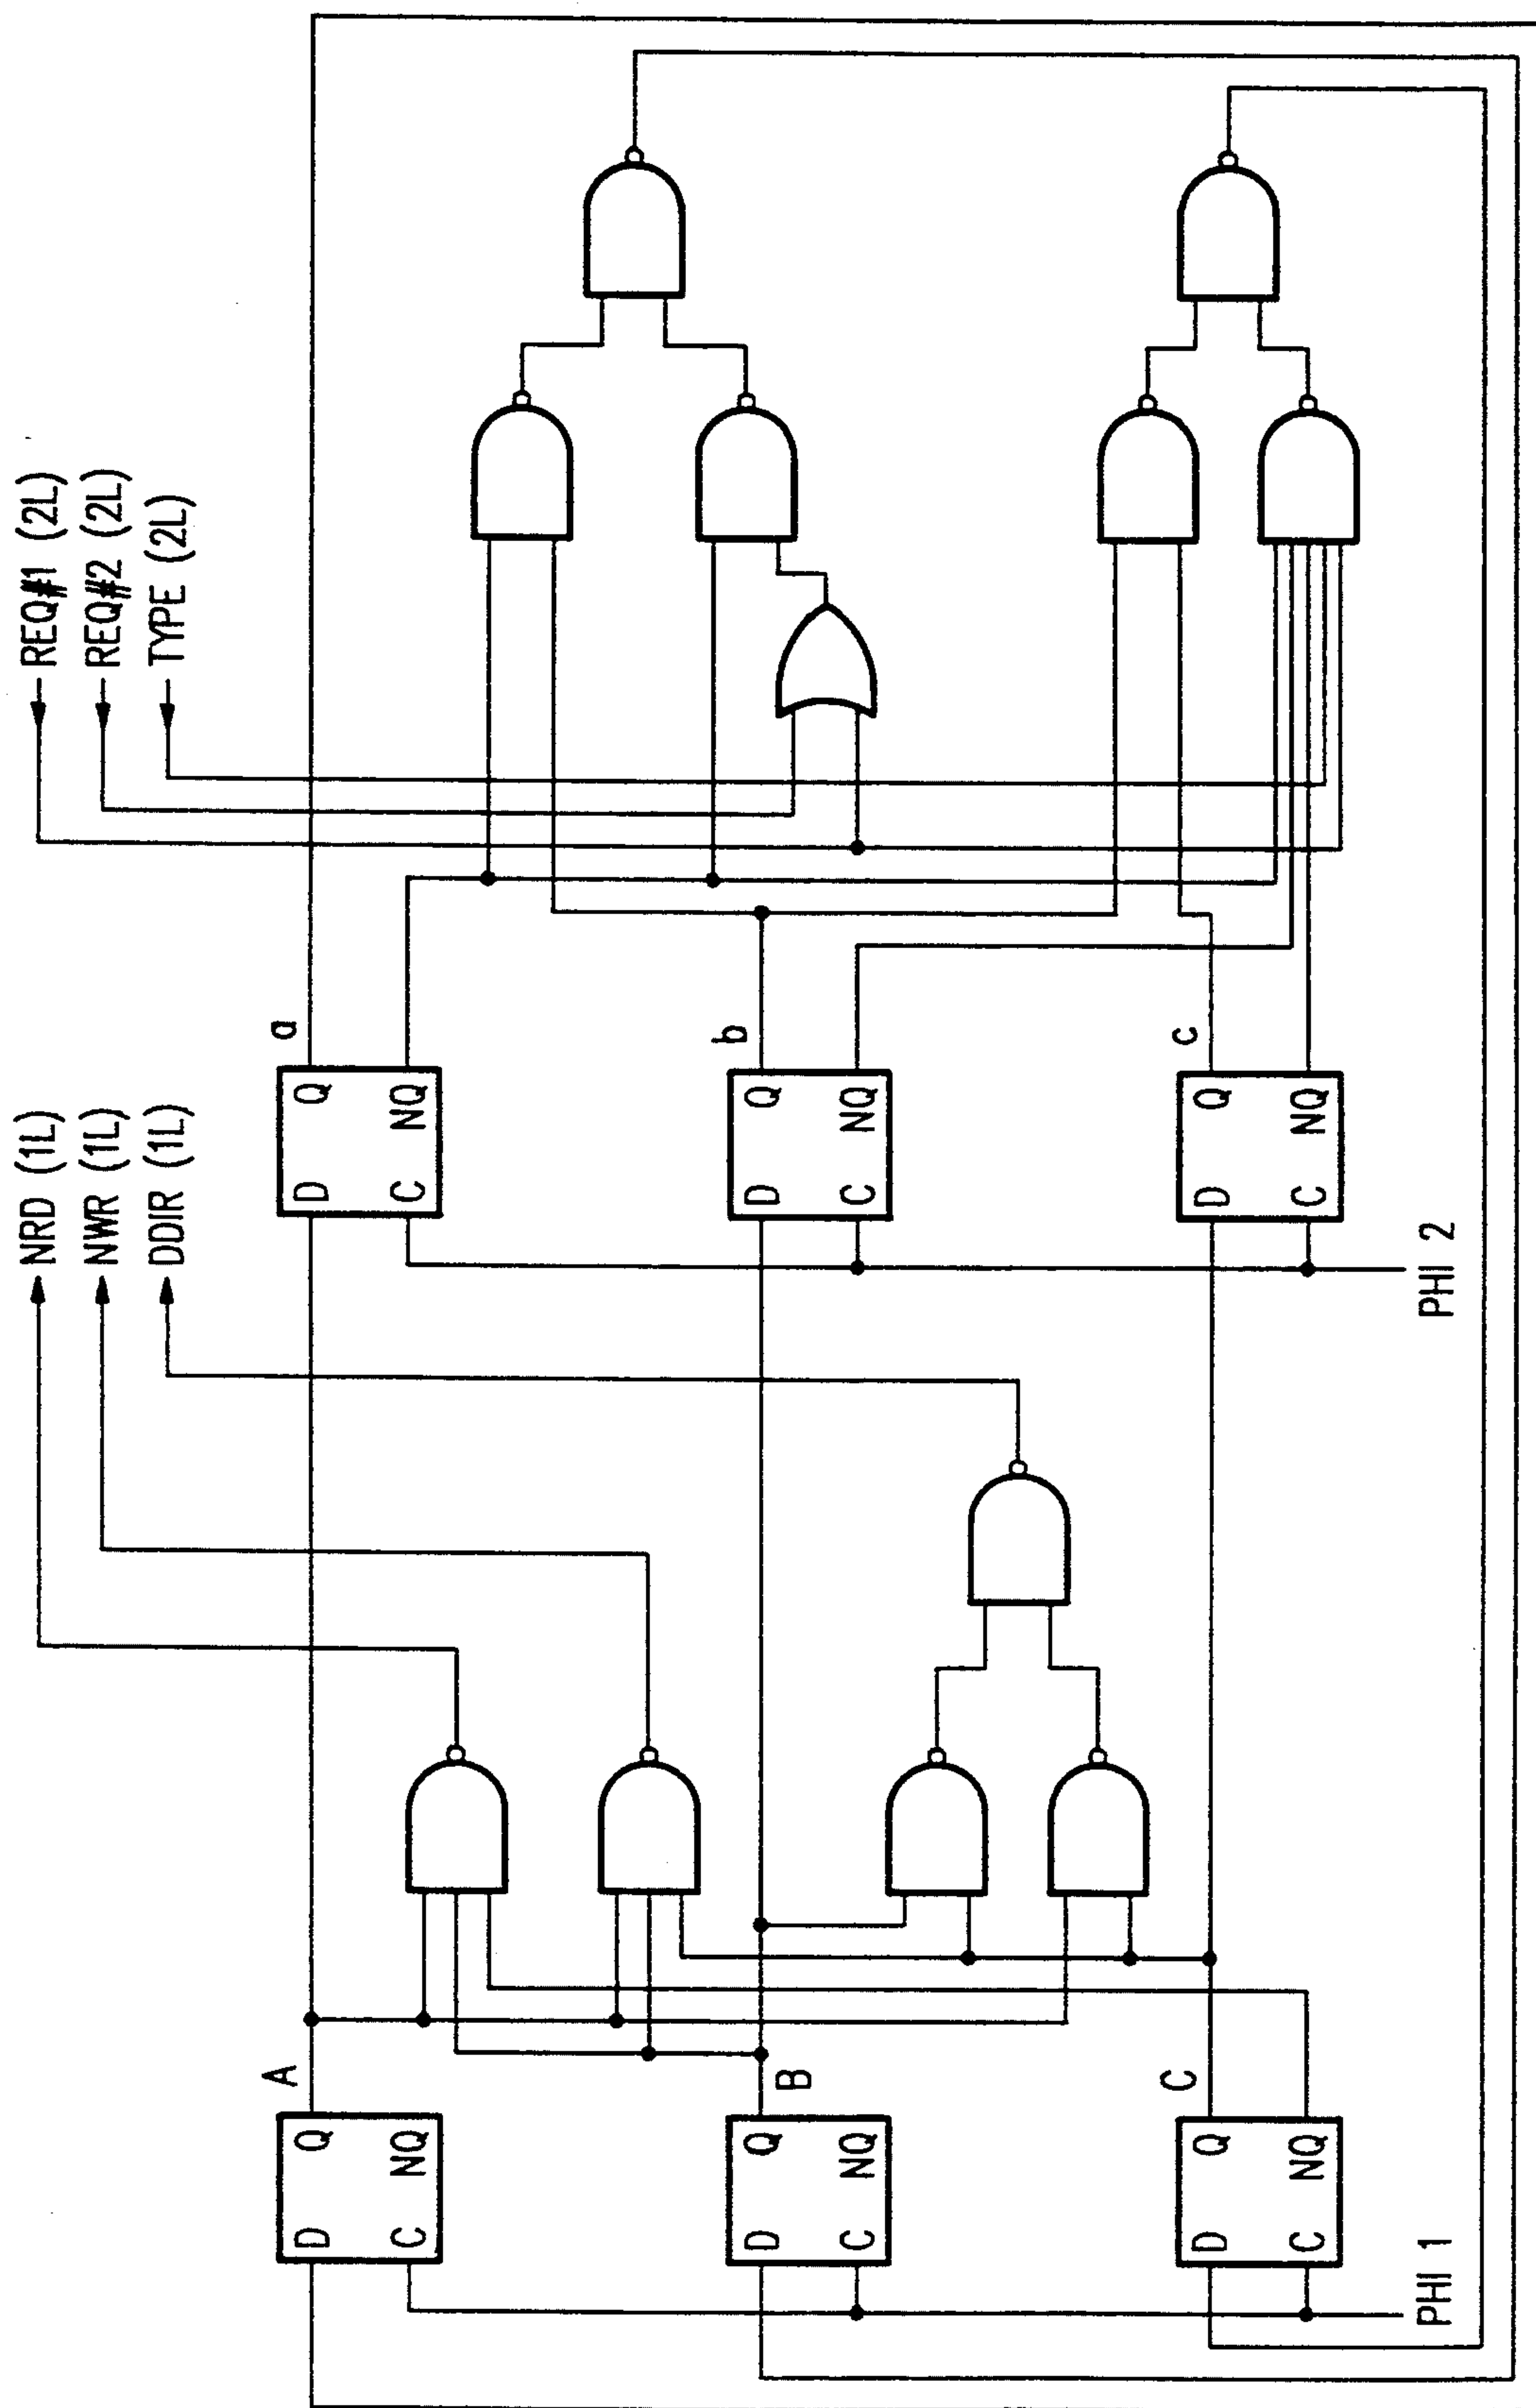 REQ#1 (2L)
REQ#2 (2L)
TYPE (2L)
NRD (1L)
NWR (1L)
DDIR (1L)
a
D Q
C NQ
b
D Q
C NQ
c
D Q
C NQ
PHI 2
A
D Q
C NQ
B
D Q
C NQ
C
D Q
C NQ
PHI 1